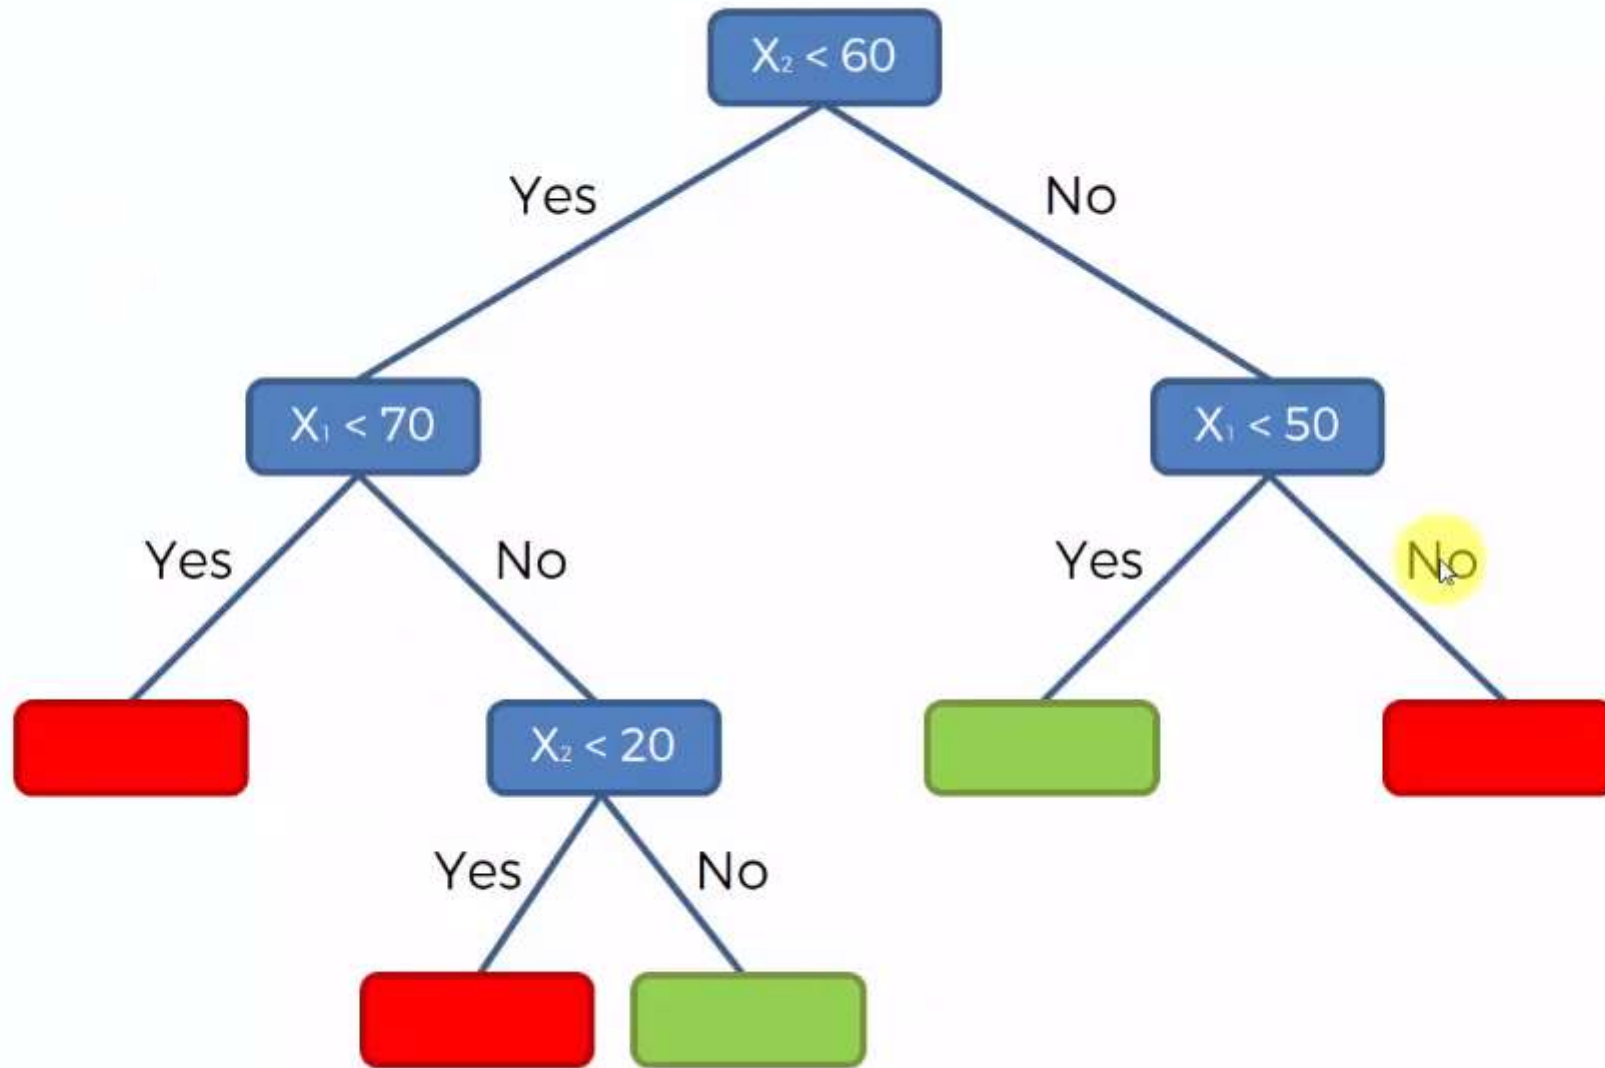 X₂ < 60
Yes
No
X₁ < 70
X₁ < 50
Yes
No
Yes
No
X₂ < 20
Yes
No